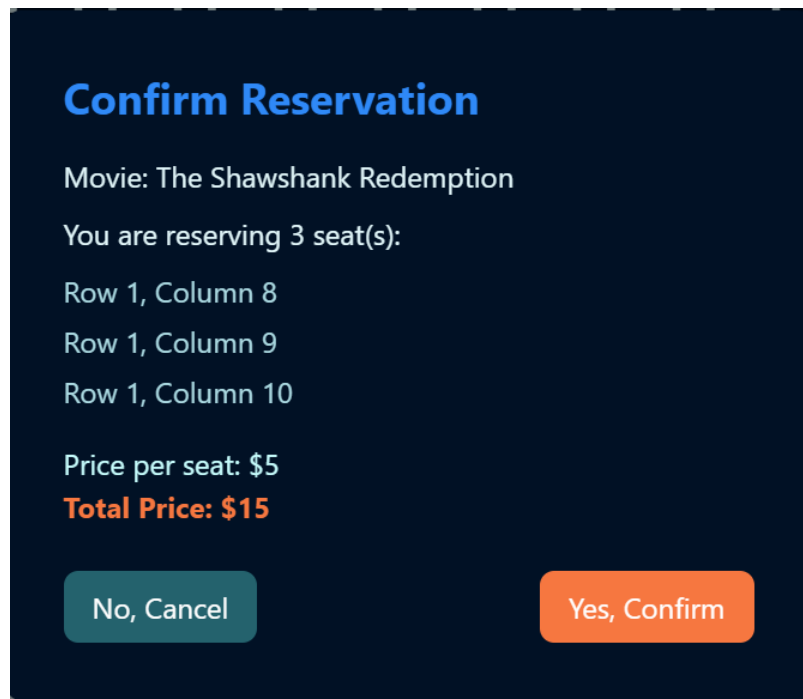 Confirm Reservation
Movie: The Shawshank Redemption
You are reserving 3 seat(s):
Row 1, Column 8
Row 1, Column 9
Row 1, Column 10
Price per seat: $5
Total Price: $15
No, Cancel
Yes, Confirm